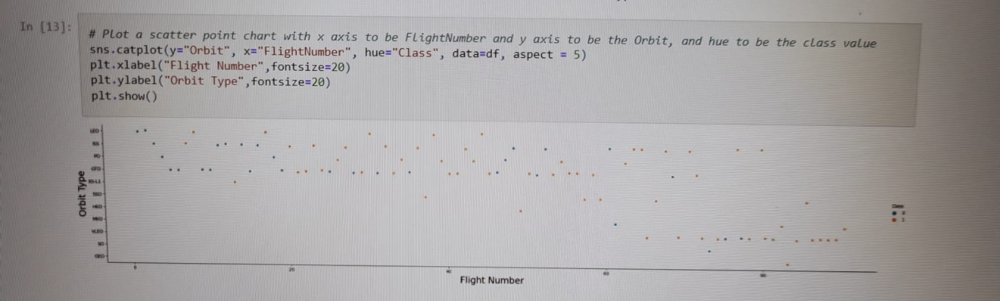 In [13]:
# Plot a scatter point chart with x axis to be FlightNumber and y axis to be the Orbit, and hue to be the class value
sns.catplot(y="Orbit", x="FlightNumber", hue="Class", data=df, aspect = 5)
plt.xlabel("Flight Number",fontsize=20)
plt.ylabel("Orbit Type",fontsize=20)
plt.show()
LEO
ISS
PO
GTO
ES-L1
SSO
HEO
MEO
VLEO
SO
GEO
Orbit Type
Class
0
1
0
20
40
60
80
Flight Number